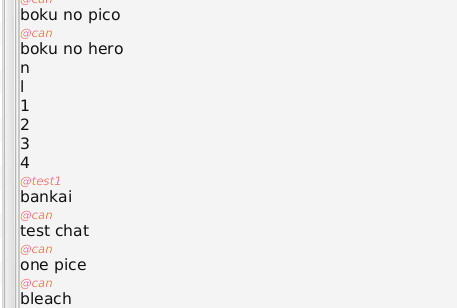 @can
boku no pico
@can
boku no hero
n
l
1
2
3
4
@test1
bankai
@can
test chat
@can
one pice
@can
bleach